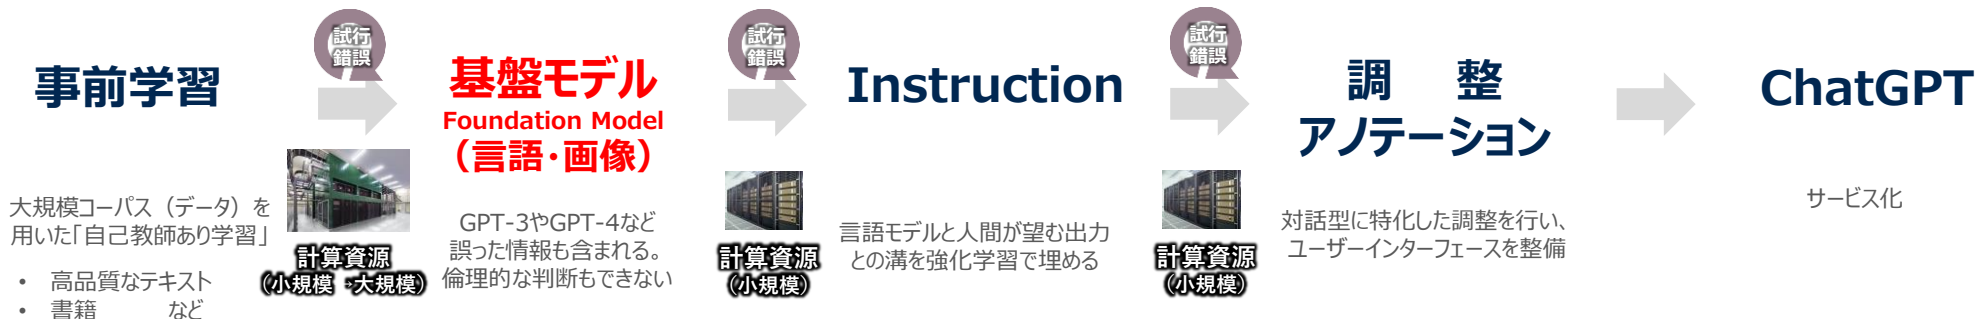 事前学習
大規模コーパス（データ）を
用いた「自己教師あり学習」
• 高品質なテキスト
• 書籍 など
試行
錯誤
計算資源
（小規模→大規模）
基盤モデル
Foundation Model
（言語・画像）
GPT-3やGPT-4など
誤った情報も含まれる。
倫理的な判断もできない
試行
錯誤
計算資源
（小規模）
Instruction
言語モデルと人間が望む出力
との溝を強化学習で埋める
試行
錯誤
計算資源
（小規模）
調 整
アノテーション
対話型に特化した調整を行い、
ユーザーインターフェースを整備
ChatGPT
サービス化